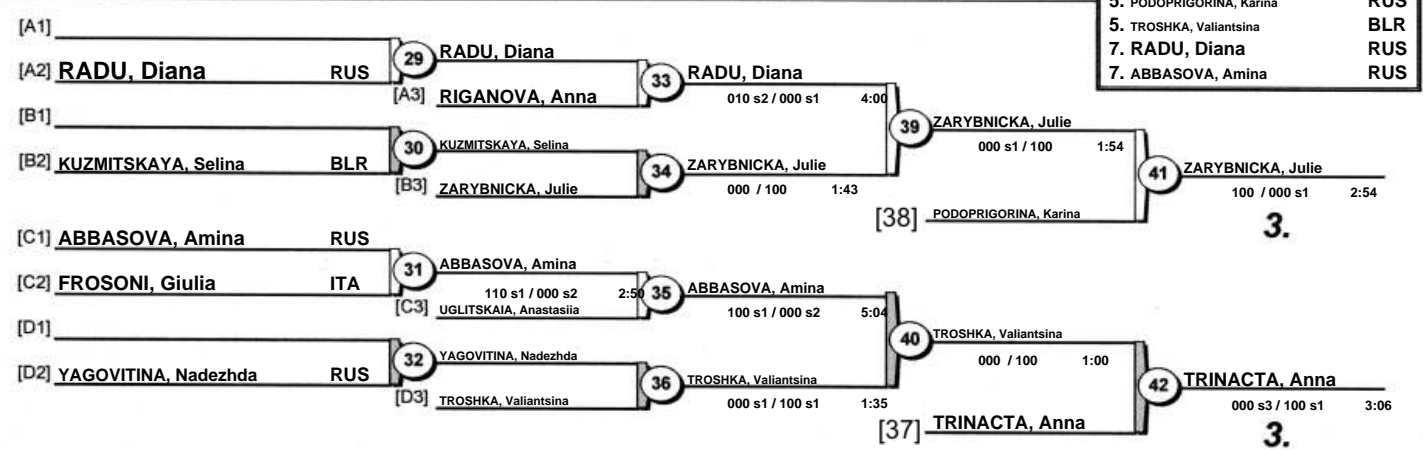 5. PODOPRIGORINA, Karina RUS
5. TROSHKA, Valiantsina BLR
7. RADU, Diana RUS
7. ABBASOVA, Amina RUS
[A1]
[A2] RADU, Diana RUS
29
RADU, Diana
[A3] RIGANOVA, Anna
33
RADU, Diana
010 s2 / 000 s1 4:00
[B1]
[B2] KUZMITSKAYA, Selina BLR
30
KUZMITSKAYA, Selina
[B3] ZARYBNICKA, Julie
34
ZARYBNICKA, Julie
000 / 100 1:43
39
ZARYBNICKA, Julie
000 s1 / 100 1:54
[38] PODOPRIGORINA, Karina
41
ZARYBNICKA, Julie
100 / 000 s1 2:54
3.
[C1] ABBASOVA, Amina RUS
[C2] FROSONI, Giulia ITA
31
ABBASOVA, Amina
110 s1 / 000 s2 2:50
[C3] UGLITSKAIA, Anastasiia
35
ABBASOVA, Amina
100 s1 / 000 s2 5:04
[D1]
[D2] YAGOVITINA, Nadezhda RUS
32
YAGOVITINA, Nadezhda
[D3] TROSHKA, Valiantsina
36
TROSHKA, Valiantsina
000 s1 / 100 s1 1:35
40
TROSHKA, Valiantsina
000 / 100 1:00
[37] TRINACTA, Anna
42
TRINACTA, Anna
000 s3 / 100 s1 3:06
3.